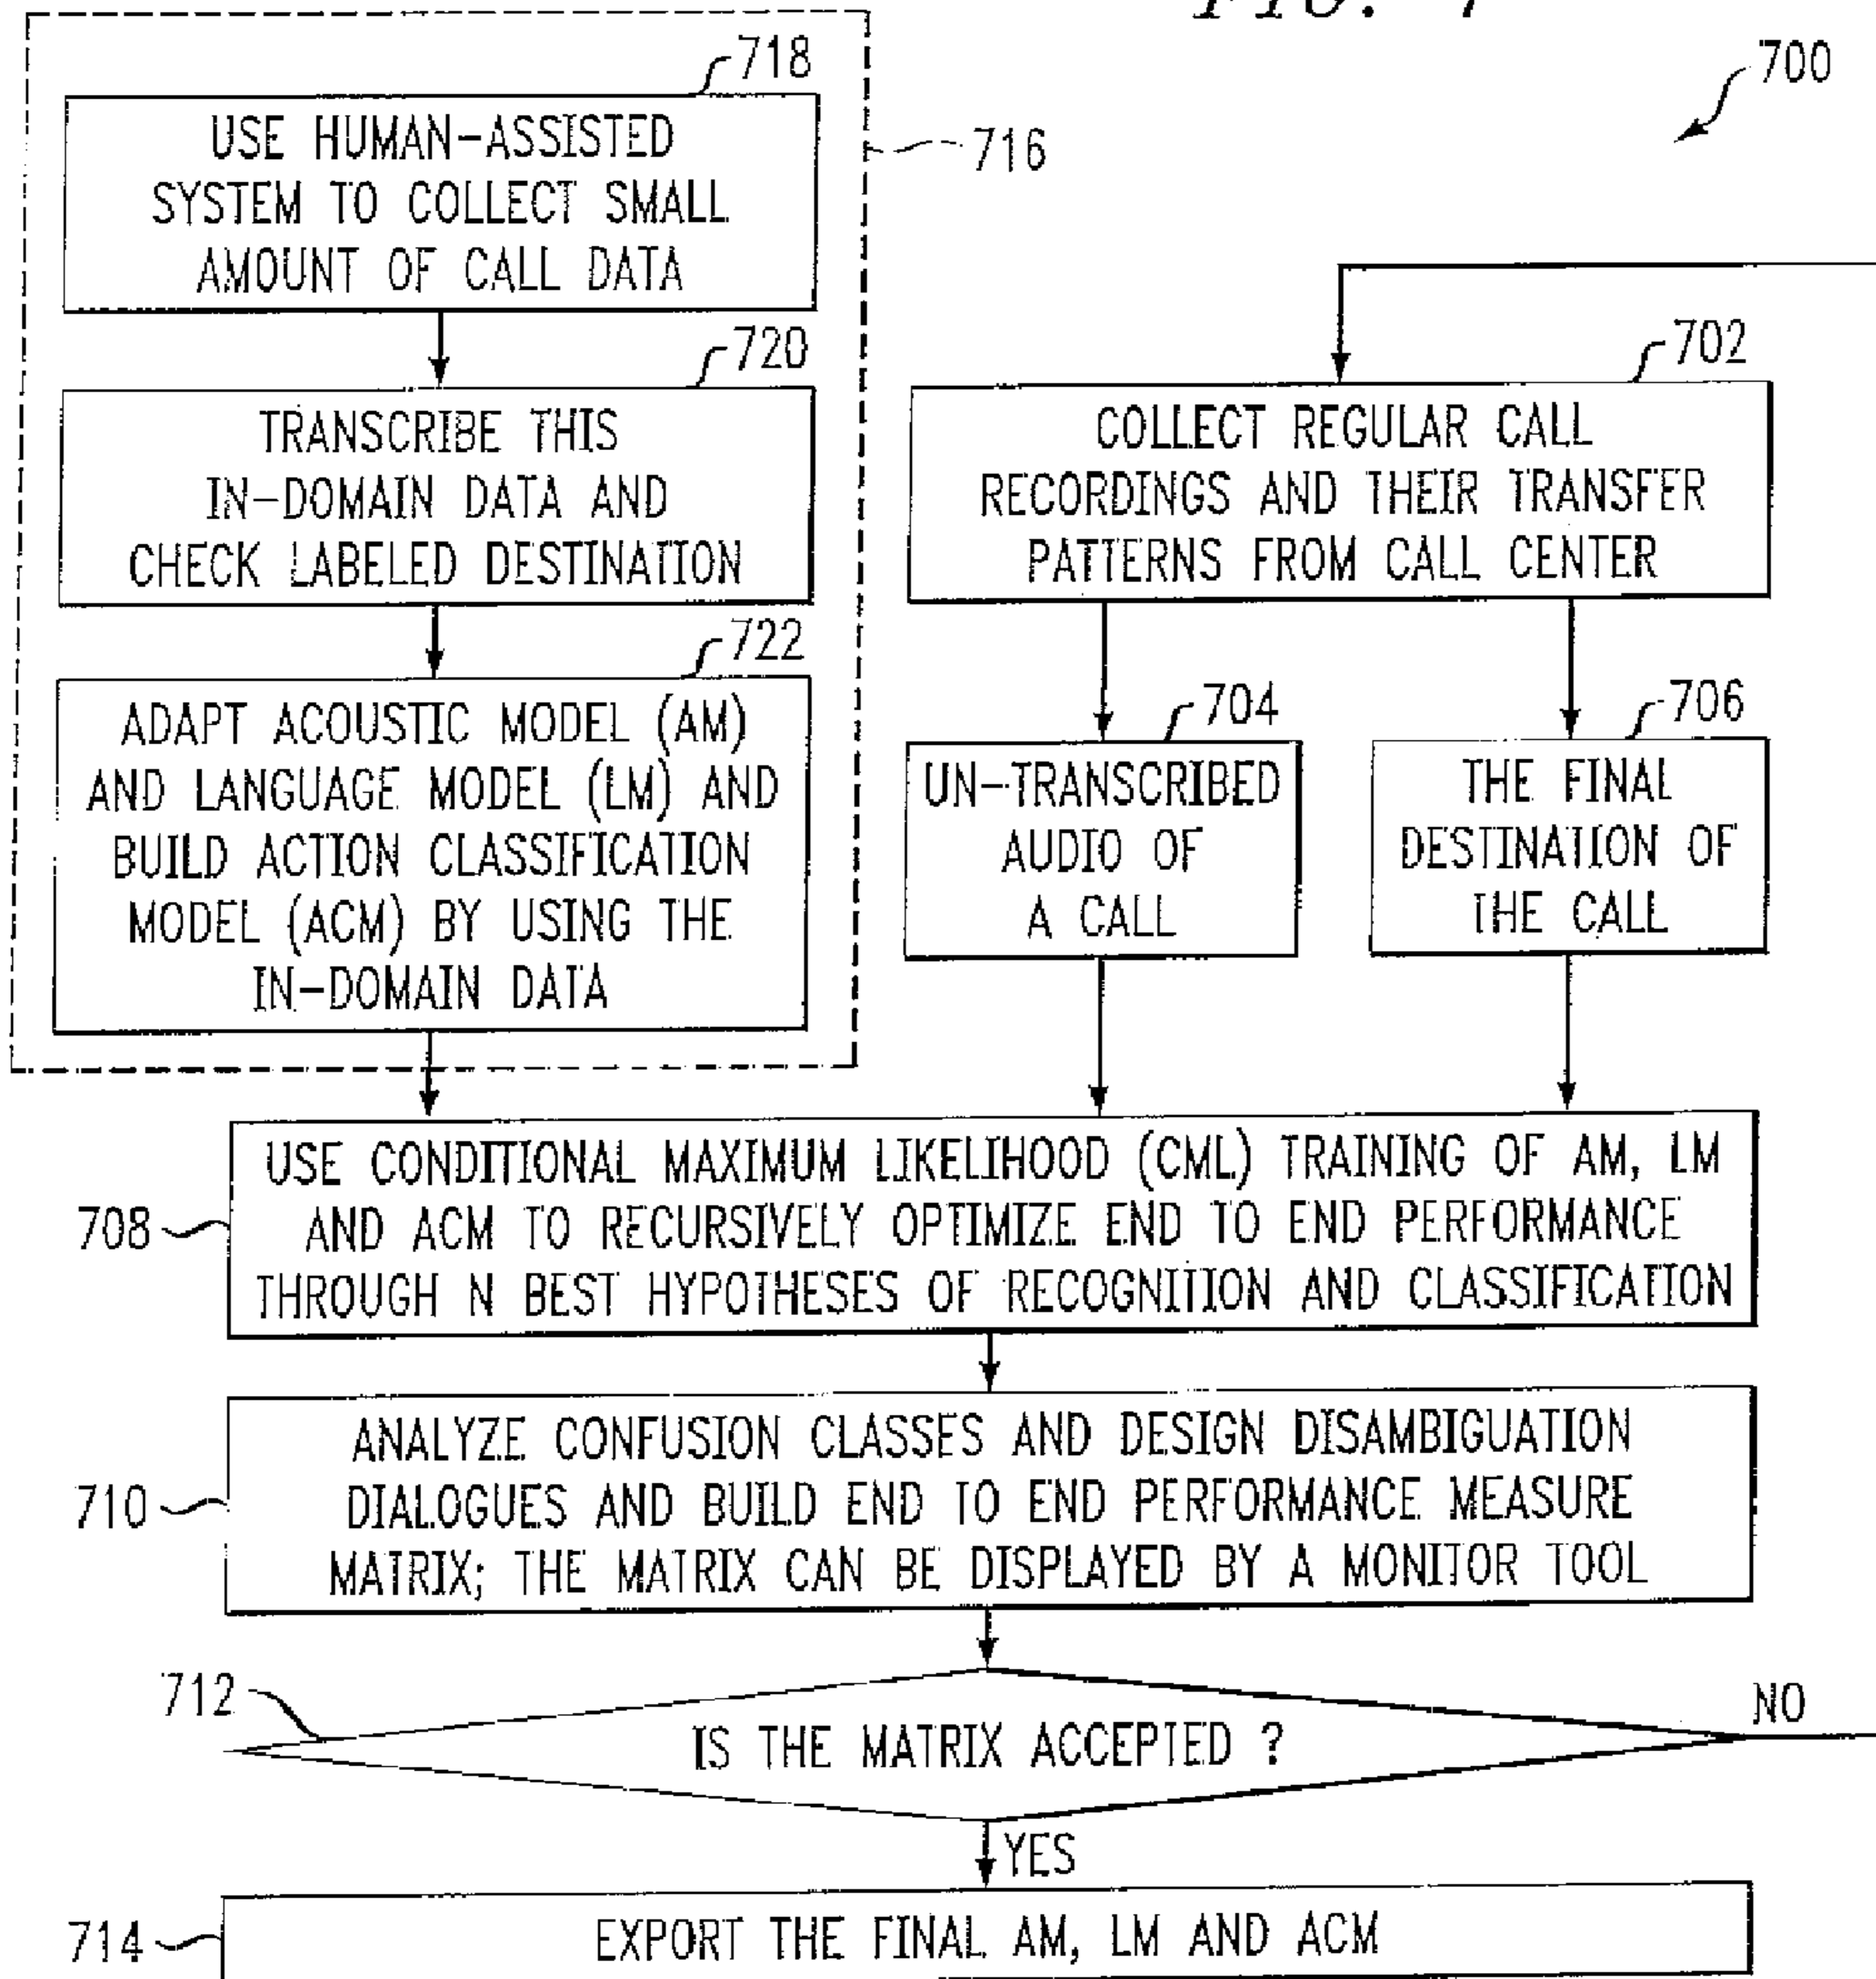 FIG. 7
700
718
USE HUMAN-ASSISTED
SYSTEM TO COLLECT SMALL
AMOUNT OF CALL DATA
716
720
TRANSCRIBE THIS
IN-DOMAIN DATA AND
CHECK LABELED DESTINATION
702
COLLECT REGULAR CALL
RECORDINGS AND THEIR TRANSFER
PATTERNS FROM CALL CENTER
722
ADAPT ACOUSTIC MODEL (AM)
AND LANGUAGE MODEL (LM) AND
BUILD ACTION CLASSIFICATION
MODEL (ACM) BY USING THE
IN-DOMAIN DATA
704
UN-TRANSCRIBED
AUDIO OF
A CALL
706
THE FINAL
DESTINATION OF
THE CALL
708
USE CONDITIONAL MAXIMUM LIKELIHOOD (CML) TRAINING OF AM, LM
AND ACM TO RECURSIVELY OPTIMIZE END TO END PERFORMANCE
THROUGH N BEST HYPOTHESES OF RECOGNITION AND CLASSIFICATION
710
ANALYZE CONFUSION CLASSES AND DESIGN DISAMBIGUATION
DIALOGUES AND BUILD END TO END PERFORMANCE MEASURE
MATRIX; THE MATRIX CAN BE DISPLAYED BY A MONITOR TOOL
712
IS THE MATRIX ACCEPTED ?
NO
YES
714
EXPORT THE FINAL AM, LM AND ACM